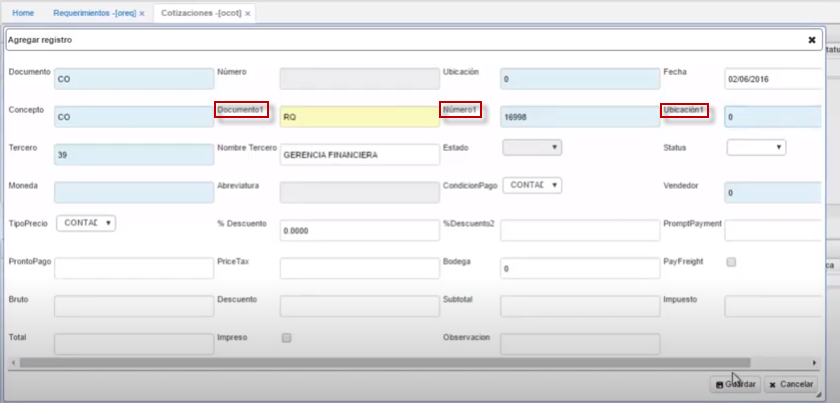 Home Requerimientos -[oreq] x Cotizaciones -[ocot] x
Agregar registro
Documento CO Número Ubicación 0 Fecha 02/06/2016
Concepto CO Documento1 RQ Número1 16998 Ubicación1 0
Tercero 39 Nombre Tercero GERENCIA FINANCIERA Estado Status
Moneda Abreviatura CondicionPago CONTAD Vendedor 0
TipoPrecio CONTAD % Descuento 0.0000 %Descuento2 PromptPayment
ProntoPago PriceTax Bodega 0 PayFreight
Bruto Descuento Subtotal Impuesto
Total Impreso Observacion
Guardar Cancelar